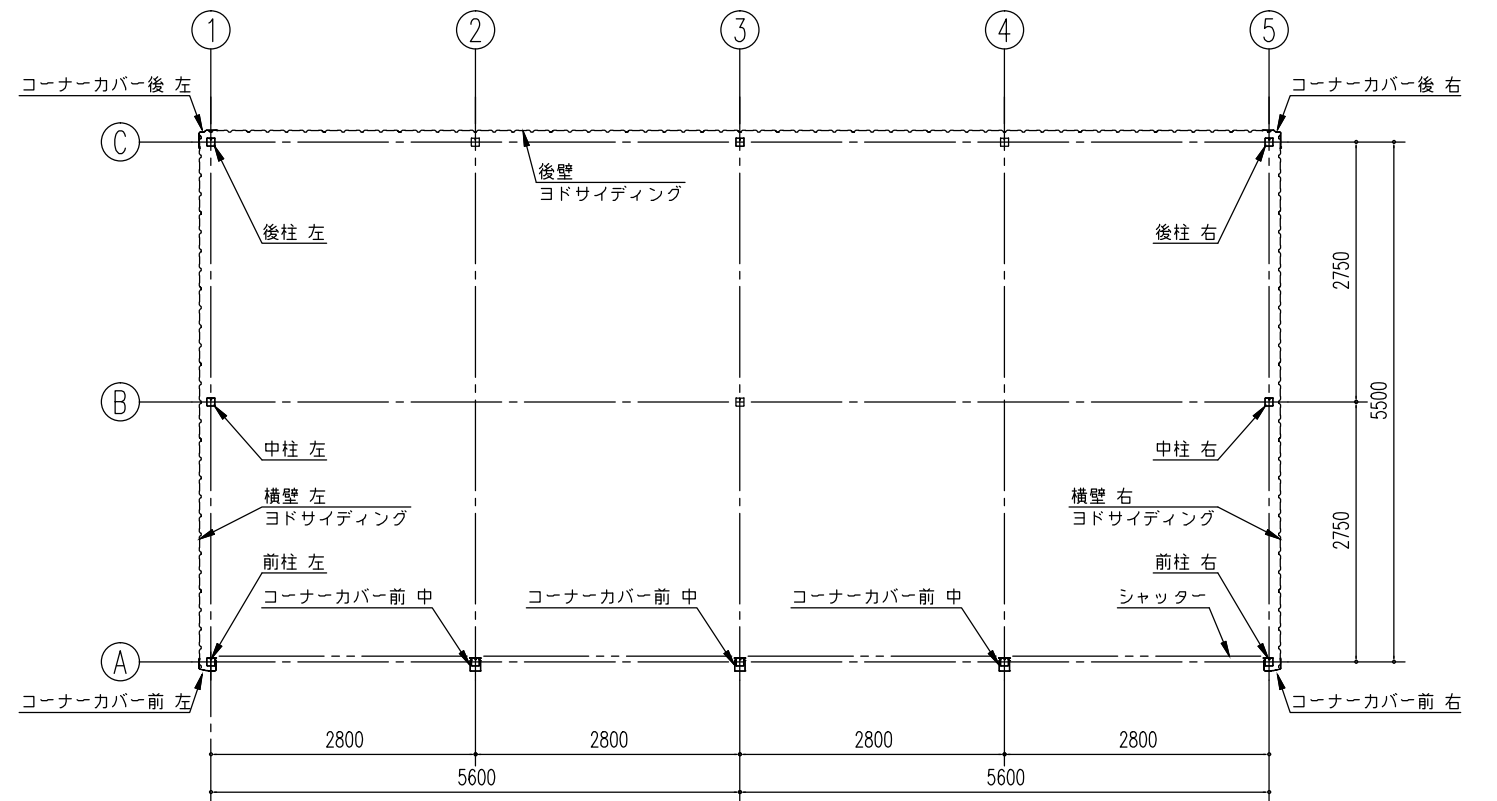 1
2
3
4
5
コーナーカバー後 左
コーナーカバー後 右
C
後壁
ヨドサイディング
後柱 左
後柱 右
2750
5500
B
中柱 左
中柱 右
横壁 左
ヨドサイディング
横壁 右
ヨドサイディング
2750
前柱 左
前柱 右
コーナーカバー前 中
コーナーカバー前 中
コーナーカバー前 中
シャッター
A
コーナーカバー前 左
コーナーカバー前 右
2800
2800
2800
2800
5600
5600